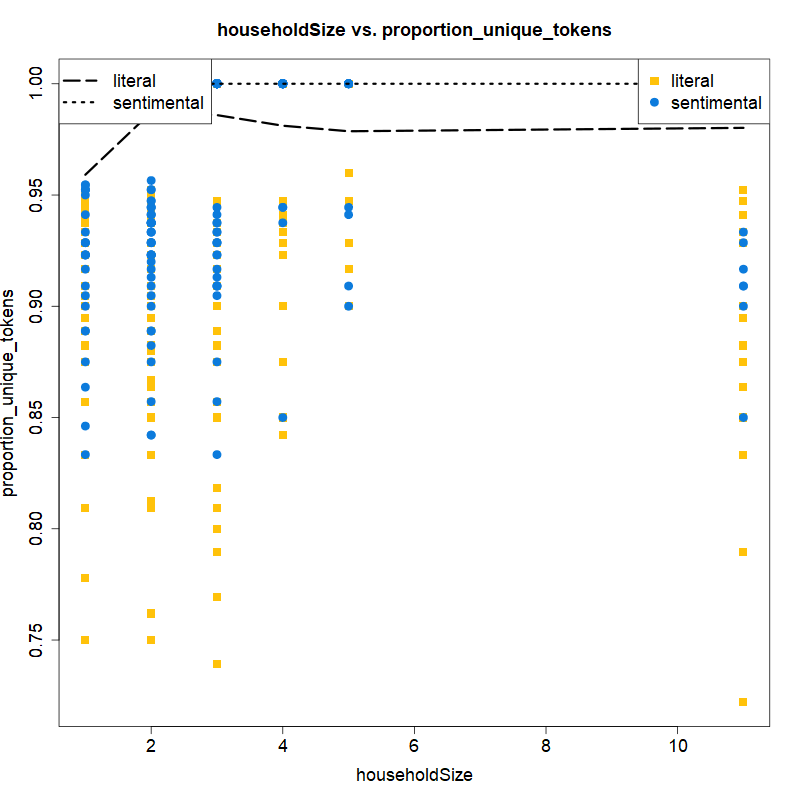 householdSize vs. proportion_unique_tokens
literal
sentimental
literal
sentimental
proportion_unique_tokens
1.00
0.95
0.90
0.85
0.80
0.75
2
4
6
8
10
householdSize